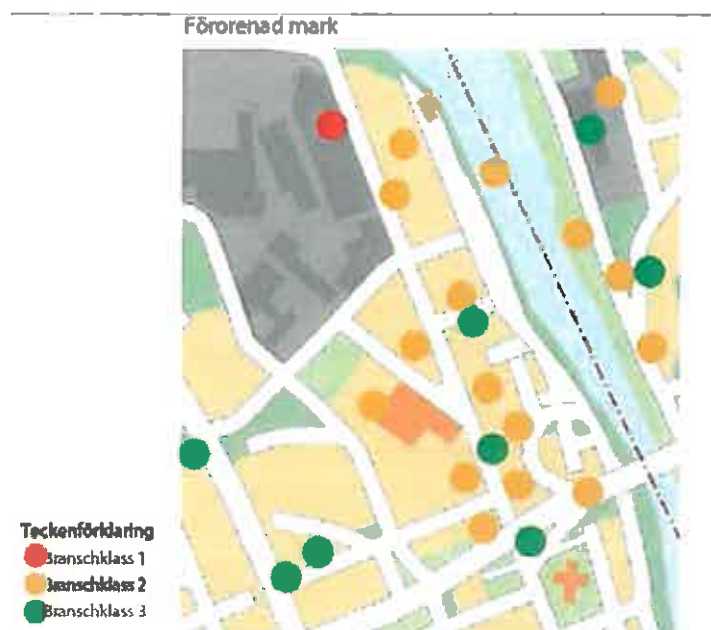 Förorenad mark
Teckenförklaring
Branschklass 1
Branschklass 2
Branschklass 3